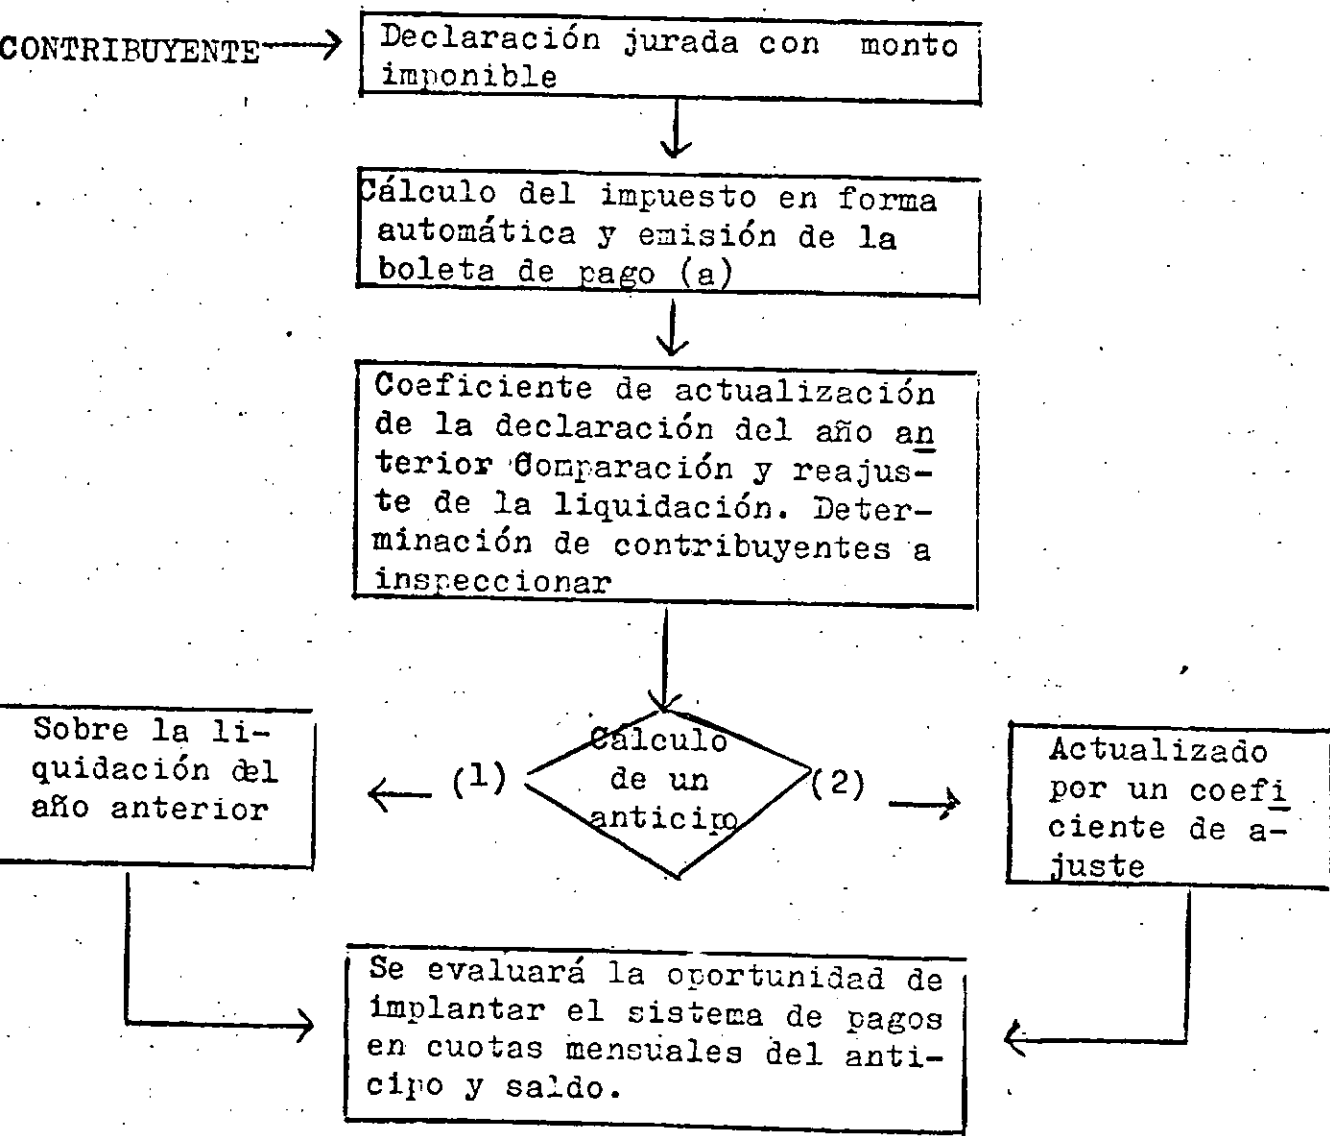 CONTRIBUYENTE
Declaración jurada con monto
imponible
Cálculo del impuesto en forma
automática y emisión de la
boleta de pago (a)
Coeficiente de actualización
de la declaración del año an
terior Comparación y reajus-
te de la liquidación. Deter-
minación de contribuyentes a
inspeccionar
Cálculo
de un
anticipo
(1)
(2)
Sobre la li-
quidación del
año anterior
Actualizado
por un coefi
ciente de a-
juste
Se evaluará la oportunidad de
implantar el sistema de pagos
en cuotas mensuales del anti-
cipo y saldo.